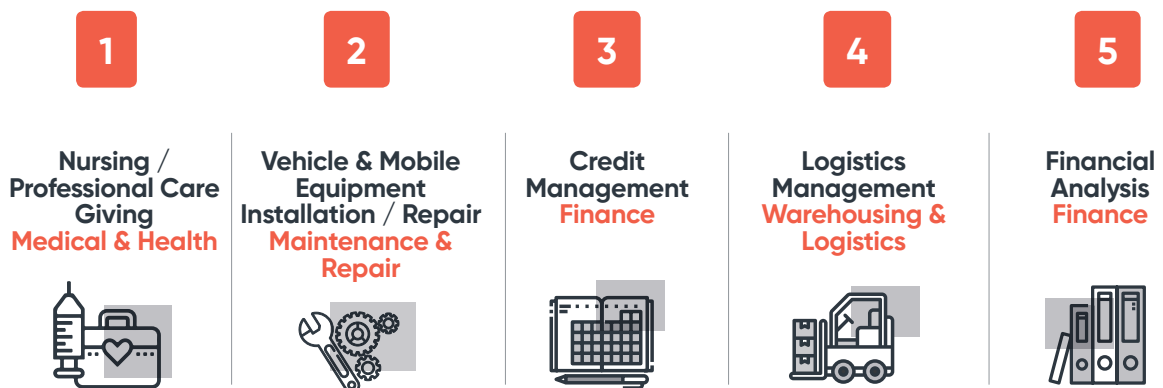 1
2
3
4
5
Nursing /
Professional Care
Giving
Medical & Health
Vehicle & Mobile
Equipment
Installation / Repair
Maintenance &
Repair
Credit
Management
Finance
Logistics
Management
Warehousing &
Logistics
Financial
Analysis
Finance